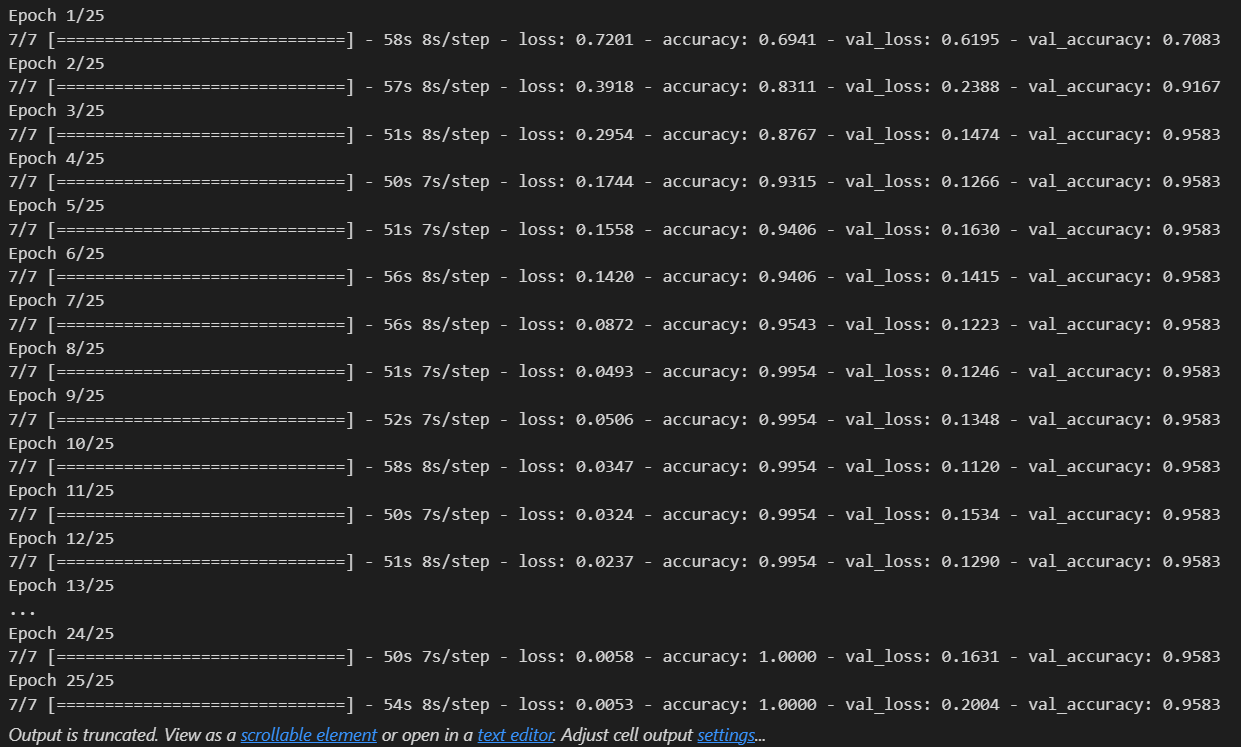 Epoch 1/25
7/7 [==============================] - 58s 8s/step - loss: 0.7201 - accuracy: 0.6941 - val_loss: 0.6195 - val_accuracy: 0.7083
Epoch 2/25
7/7 [==============================] - 57s 8s/step - loss: 0.3918 - accuracy: 0.8311 - val_loss: 0.2388 - val_accuracy: 0.9167
Epoch 3/25
7/7 [==============================] - 51s 8s/step - loss: 0.2954 - accuracy: 0.8767 - val_loss: 0.1474 - val_accuracy: 0.9583
Epoch 4/25
7/7 [==============================] - 50s 7s/step - loss: 0.1744 - accuracy: 0.9315 - val_loss: 0.1266 - val_accuracy: 0.9583
Epoch 5/25
7/7 [==============================] - 51s 7s/step - loss: 0.1558 - accuracy: 0.9406 - val_loss: 0.1630 - val_accuracy: 0.9583
Epoch 6/25
7/7 [==============================] - 56s 8s/step - loss: 0.1420 - accuracy: 0.9406 - val_loss: 0.1415 - val_accuracy: 0.9583
Epoch 7/25
7/7 [==============================] - 56s 8s/step - loss: 0.0872 - accuracy: 0.9543 - val_loss: 0.1223 - val_accuracy: 0.9583
Epoch 8/25
7/7 [==============================] - 51s 7s/step - loss: 0.0493 - accuracy: 0.9954 - val_loss: 0.1246 - val_accuracy: 0.9583
Epoch 9/25
7/7 [==============================] - 52s 7s/step - loss: 0.0506 - accuracy: 0.9954 - val_loss: 0.1348 - val_accuracy: 0.9583
Epoch 10/25
7/7 [==============================] - 58s 8s/step - loss: 0.0347 - accuracy: 0.9954 - val_loss: 0.1120 - val_accuracy: 0.9583
Epoch 11/25
7/7 [==============================] - 50s 7s/step - loss: 0.0324 - accuracy: 0.9954 - val_loss: 0.1534 - val_accuracy: 0.9583
Epoch 12/25
7/7 [==============================] - 51s 8s/step - loss: 0.0237 - accuracy: 0.9954 - val_loss: 0.1290 - val_accuracy: 0.9583
Epoch 13/25
...
Epoch 24/25
7/7 [==============================] - 50s 7s/step - loss: 0.0058 - accuracy: 1.0000 - val_loss: 0.1631 - val_accuracy: 0.9583
Epoch 25/25
7/7 [==============================] - 54s 8s/step - loss: 0.0053 - accuracy: 1.0000 - val_loss: 0.2004 - val_accuracy: 0.9583
Output is truncated. View as a scrollable element or open in a text editor. Adjust cell output settings...